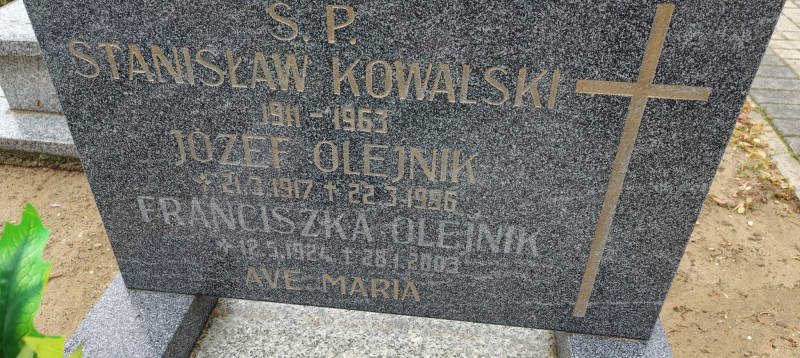 Ś. P.
STANISŁAW KOWALSKI
1911 - 1963
JÓZEF OLEJNIK
* 21.3.1917 † 22.3.1996
FRANCISZKA OLEJNIK
* 12.3.1924 † 28.1.2003
AVE MARIA